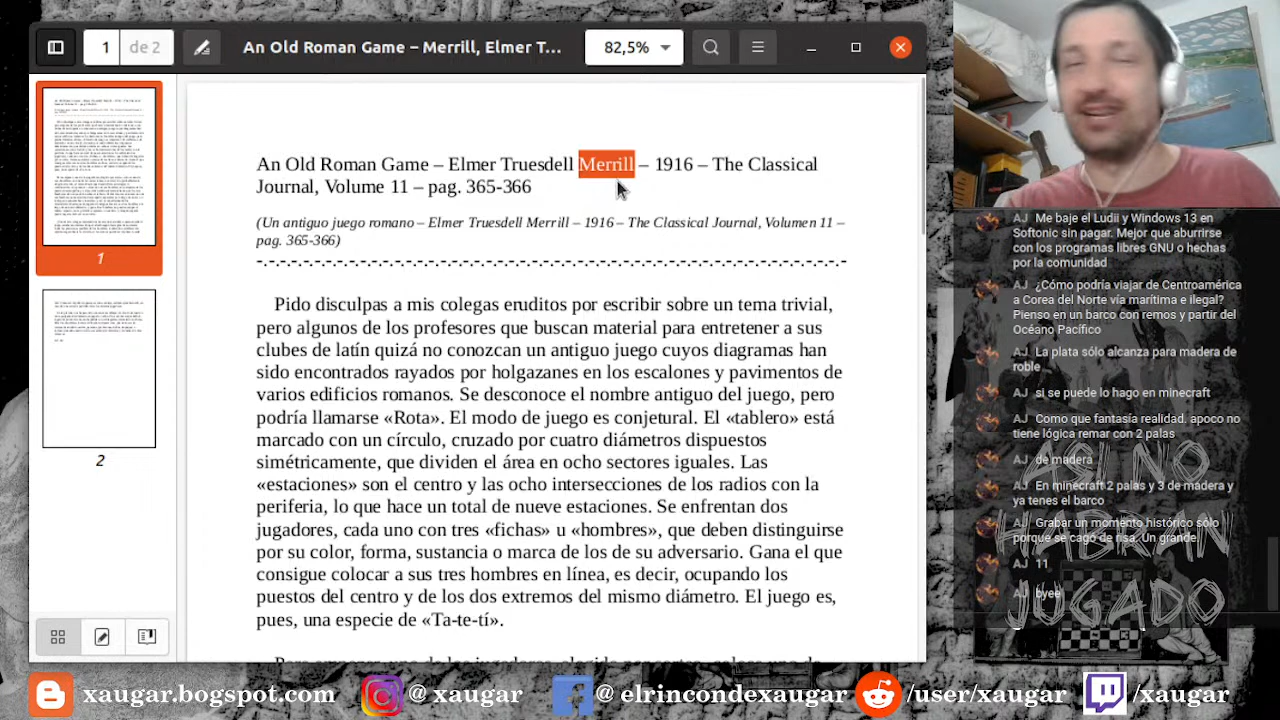 1 de 2
An Old Roman Game – Merrill, Elmer T...
82,5%
An Old Roman Game – Elmer Truesdell Merrill – 1916 – The Classical
Journal, Volume 11 – pag. 365-366
(Un antiguo juego romano – Elmer Truesdell Merrill – 1916 – The Classical Journal, Volumen 11 –
pag. 365-366)
Pido disculpas a mis colegas eruditos por escribir sobre un tema trivial,
pero algunos de los profesores que buscan material para entretener a sus
clubes de latín quizá no conozcan un antiguo juego cuyos diagramas han
sido encontrados rayados por holgazanes en los escalones y pavimentos de
varios edificios romanos. Se desconoce el nombre antiguo del juego, pero
podría llamarse «Rota». El modo de juego es conjetural. El «tablero» está
marcado con un círculo, cruzado por cuatro diámetros dispuestos
simétricamente, que dividen el área en ocho sectores iguales. Las
«estaciones» son el centro y las ocho intersecciones de los radios con la
periferia, lo que hace un total de nueve estaciones. Se enfrentan dos
jugadores, cada uno con tres «fichas» u «hombres», que deben distinguirse
por su color, forma, sustancia o marca de los de su adversario. Gana el que
consigue colocar a sus tres hombres en línea, es decir, ocupando los
puestos del centro y de los dos extremos del mismo diámetro. El juego es,
pues, una especie de «Ta-te-tí».
1
2
AJ Me baje el Ludii y Windows 13 en
Softonic sin pagar. Mejor que aburrirse
con los programas libres GNU o hechas
por la comunidad
AJ ¿Cómo podría viajar de Centroamérica
a Corea del Norte vía marítima e ilegal?
Pienso en un barco con remos y partir del
Océano Pacífico
AJ La plata sólo alcanza para madera de
roble
AJ si se puede lo hago en minecraft
AJ Como que fantasía realidad. apoco no
tiene lógica remar con 2 palas
AJ de madera
AJ En minecraft 2 palas y 3 de madera y
ya tenes el barco
AJ Grabar un momento histórico sólo
porque se cagó de risa. Un grande.
AJ 11
AJ byee
ASI NO
HABRAN
JUGADO
xaugar.bogspot.com
@ xaugar
@ elrincondexaugar
/user/xaugar
/xaugar